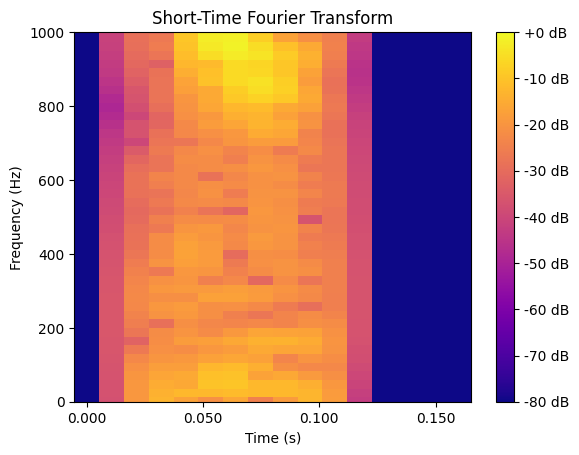 Short-Time Fourier Transform
Frequency (Hz)
1000
800
600
400
200
0
0.000
0.050
0.100
0.150
Time (s)
+0 dB
-10 dB
-20 dB
-30 dB
-40 dB
-50 dB
-60 dB
-70 dB
-80 dB